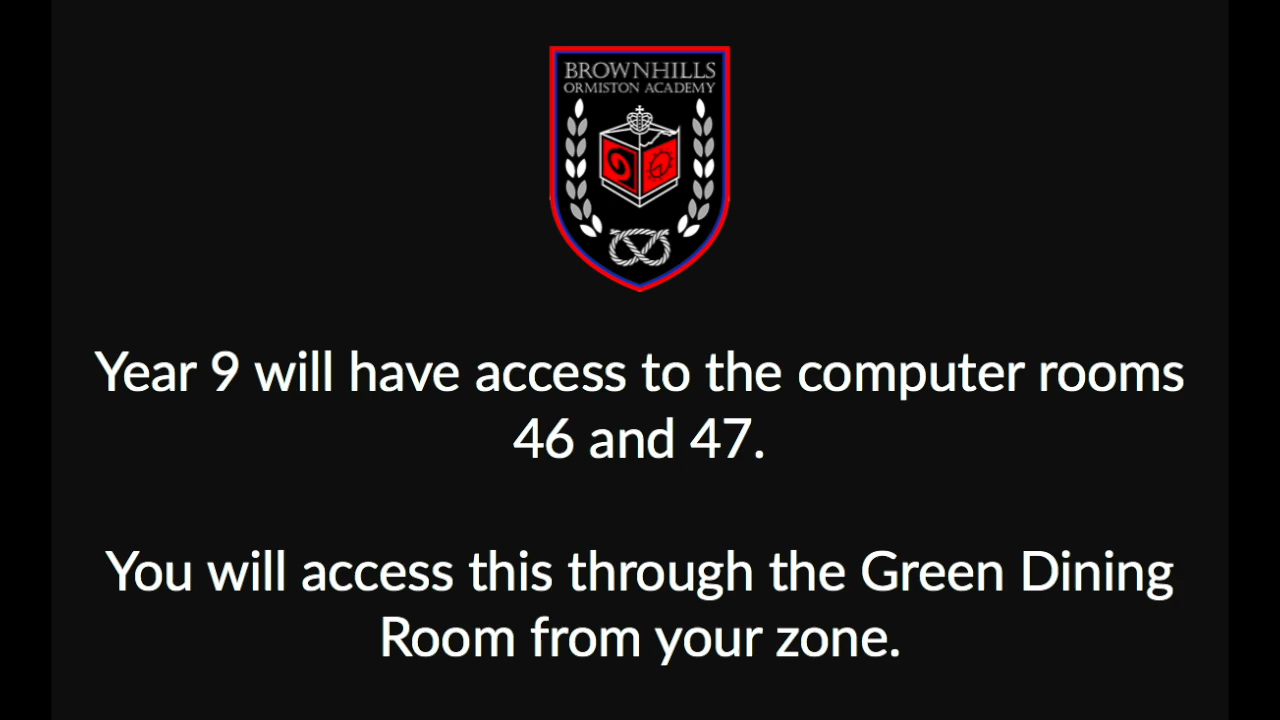 BROWNHILLS
ORMISTON ACADEMY
Year 9 will have access to the computer rooms
46 and 47.
You will access this through the Green Dining
Room from your zone.